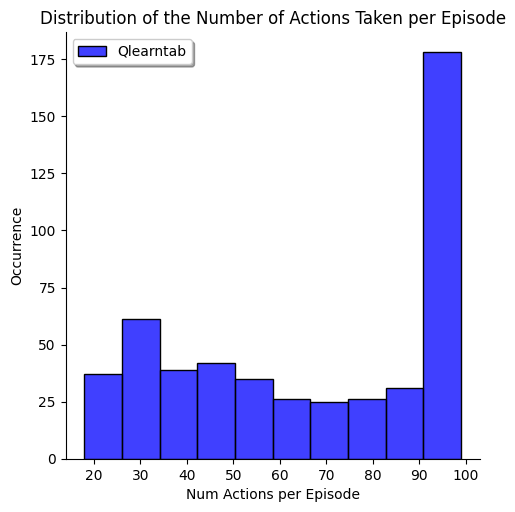 Distribution of the Number of Actions Taken per Episode
Qlearntab
175
150
125
100
75
50
25
0
Occurrence
20 30 40 50 60 70 80 90 100
Num Actions per Episode